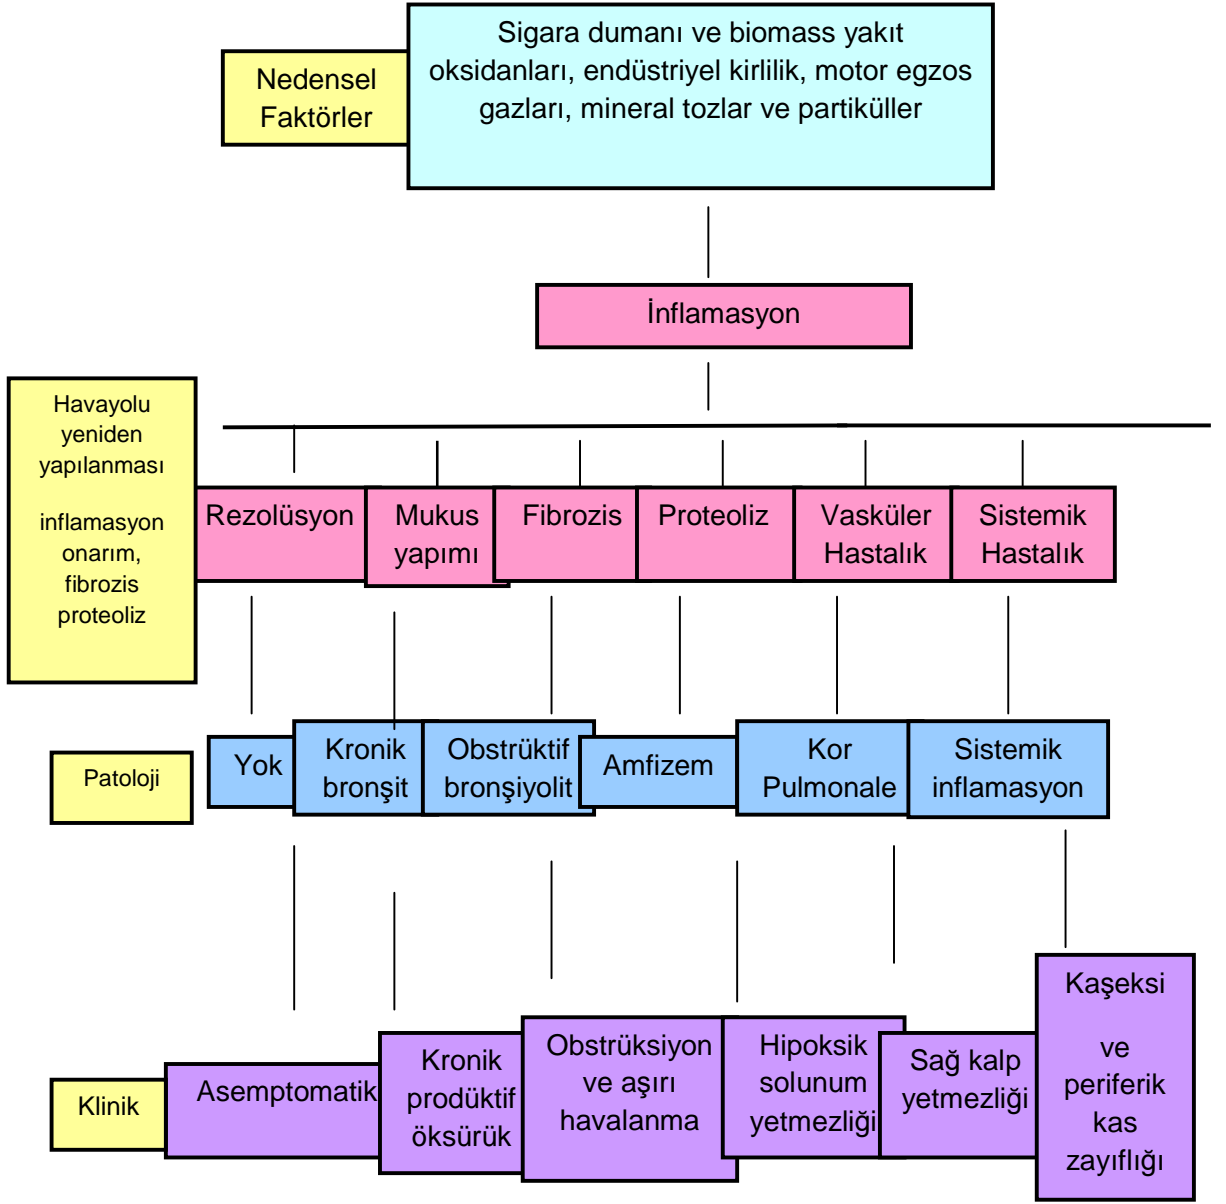 Nedensel
Faktörler
Sigara dumanı ve biomass yakıt
oksidanları, endüstriyel kirlilik, motor egzos
gazları, mineral tozlar ve partiküller
İnflamasyon
Havayolu
yeniden
yapılanması
inflamasyon
onarım,
fibrozis
proteoliz
Rezolüsyon
Mukus
yapımı
Fibrozis
Proteoliz
Vasküler
Hastalık
Sistemik
Hastalık
Patoloji
Yok
Kronik
bronşit
Obstrüktif
bronşiyolit
Amfizem
Kor
Pulmonale
Sistemik
inflamasyon
Klinik
Asemptomatik
Kronik
prodüktif
öksürük
Obstrüksiyon
ve aşırı
havalanma
Hipoksik
solunum
yetmezliği
Sağ kalp
yetmezliği
Kaşeksi
ve
periferik
kas
zayıflığı